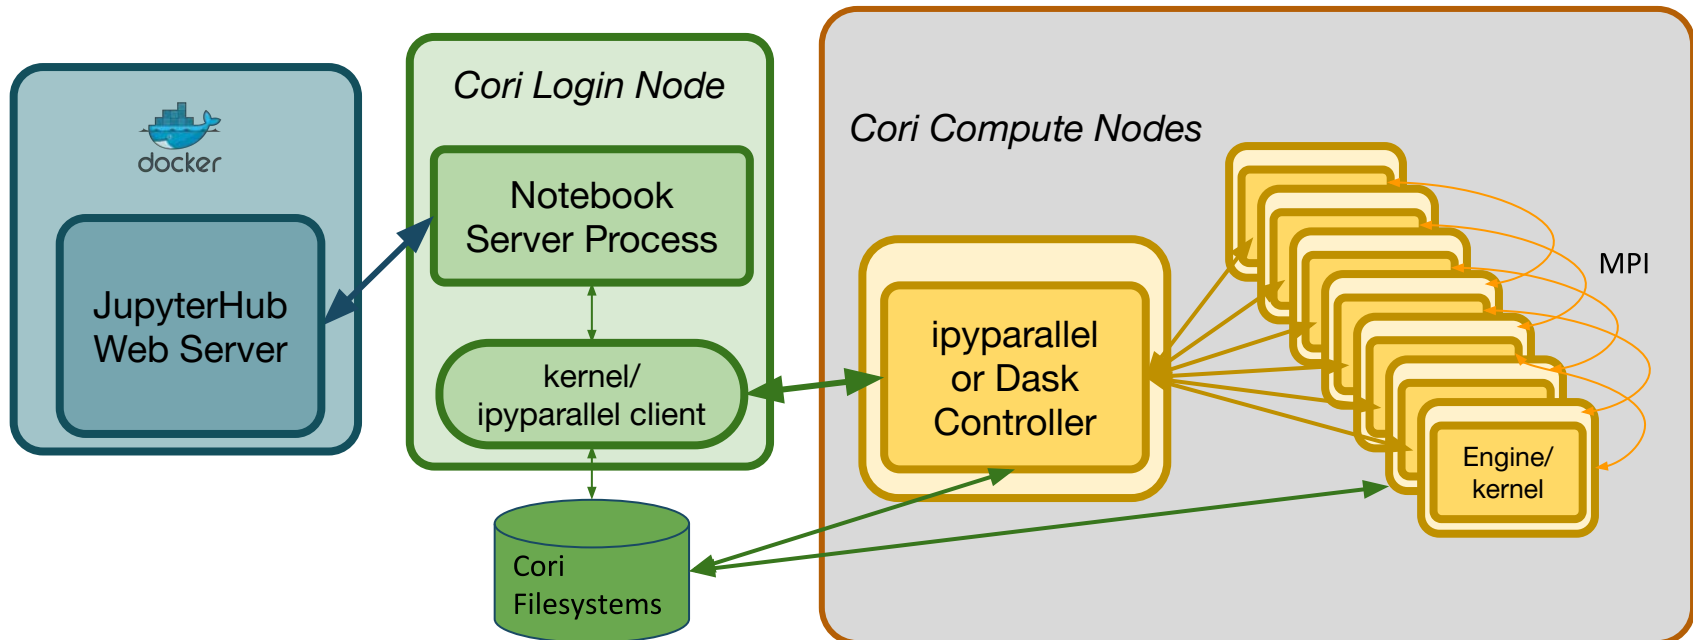 docker
JupyterHub
Web Server
Cori Login Node
Notebook
Server Process
kernel/
ipyparallel client
Cori
Filesystems
Cori Compute Nodes
ipyparallel
or Dask
Controller
MPI
Engine/
kernel